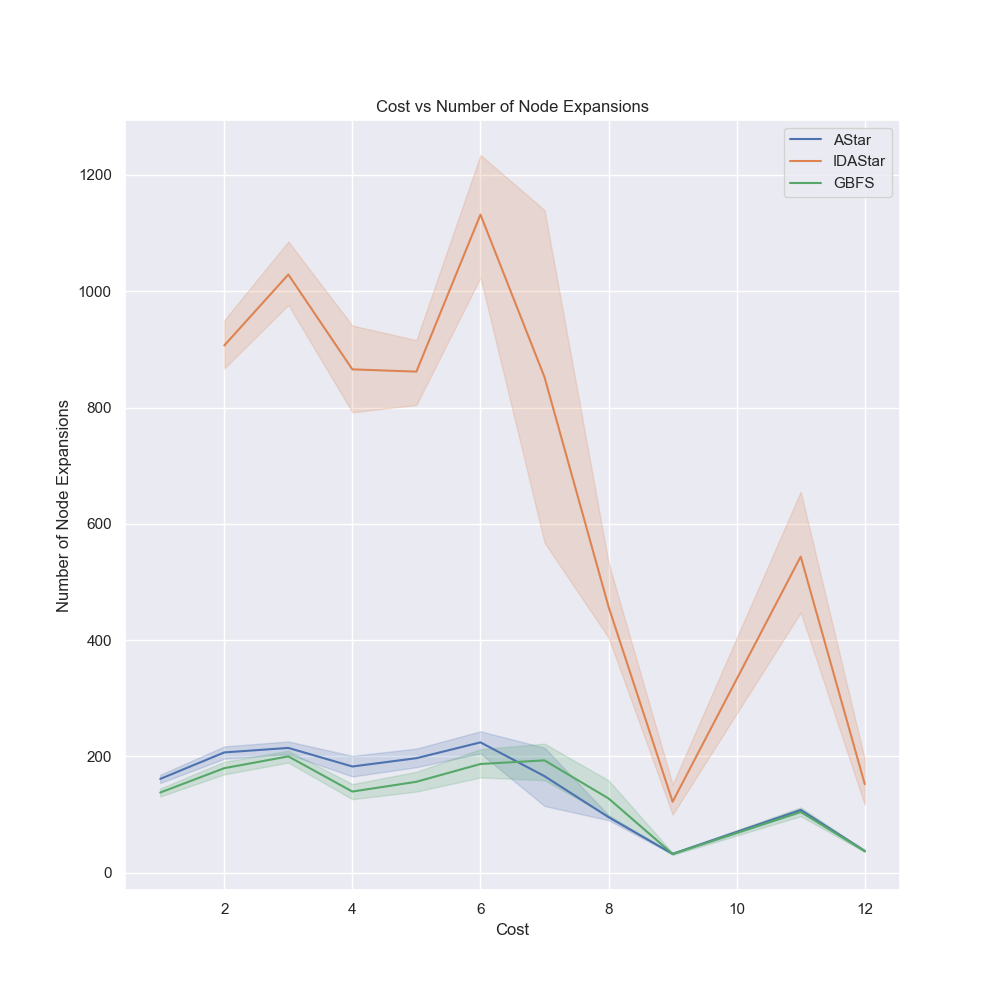 Cost vs Number of Node Expansions
AStar
IDAStar
GBFS
1200
1000
800
600
400
200
0
Number of Node Expansions
2 4 6 8 10 12
Cost